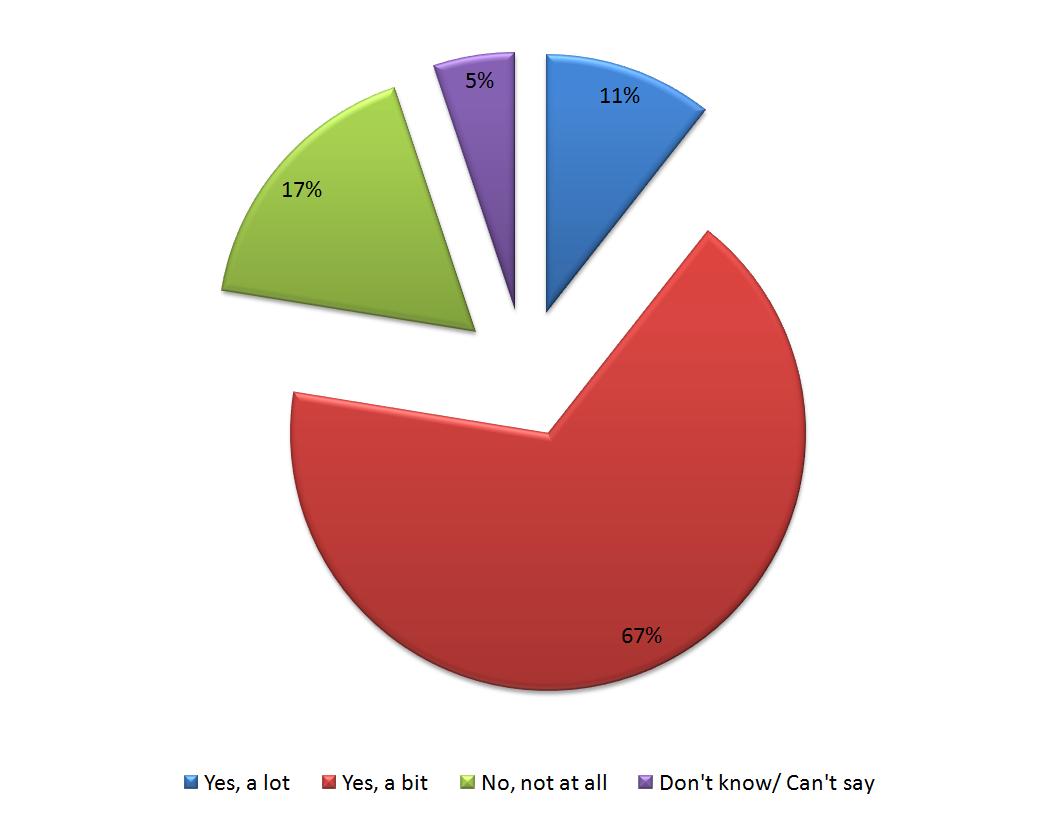 5%
11%
17%
67%
Yes, a lot Yes, a bit No, not at all Don't know/ Can't say